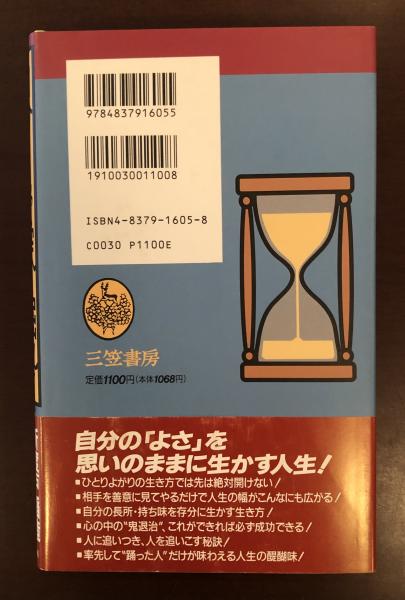 9784837916055
1910030011008
ISBN4-8379-1605-8
C0030 P1100E
三笠書房
定価1100円(本体1068円)
自分の「よさ」を
思いのままに生かす人生!
■ひとりよがりの生き方では先は絶対開けない!
■相手を善意に見てやるだけで人生の幅がこんなにも広がる!
■自分の長所・持ち味を存分に生かす生き方!
■心の中の“鬼退治”、これができれば必ず成功できる!
■人に追いつき、人を追いこす秘訣!
■率先して“踊った人”だけが味わえる人生の醍醐味!